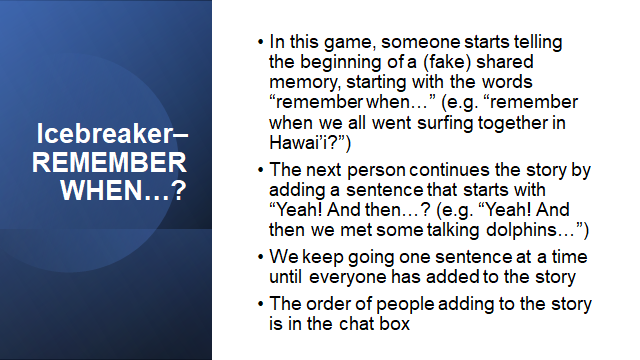 Icebreaker–
REMEMBER
WHEN…?
• In this game, someone starts telling
the beginning of a (fake) shared
memory, starting with the words
“remember when…” (e.g. “remember
when we all went surfing together in
Hawai’i?”)
• The next person continues the story by
adding a sentence that starts with
“Yeah! And then…? (e.g. “Yeah! And
then we met some talking dolphins…”)
• We keep going one sentence at a time
until everyone has added to the story
• The order of people adding to the story
is in the chat box